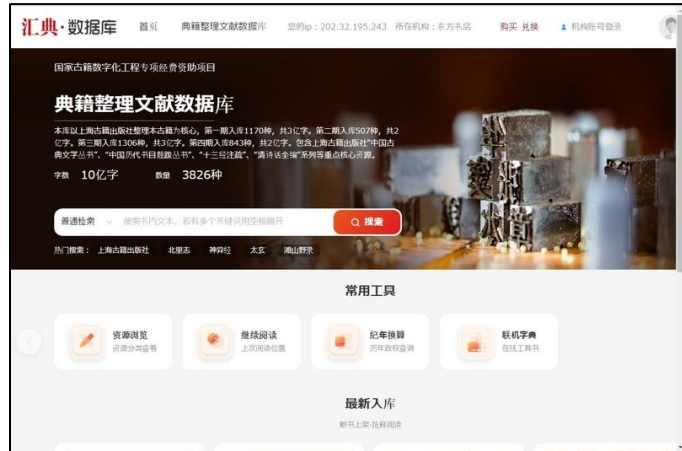 汇典·数据库 首页 典籍整理文献数据库 您的ip：202.32.195.243 所在机构：东方书店 购买 兑换 机构账号登录
国家古籍数字化工程专项经费资助项目
典籍整理文献数据库
本库以上海古籍出版社整理本古籍为核心，第一期入库1170种，共3亿字。第二期入库507种，共2
亿字。第三期入库1306种，共3亿字。第四期入库843种，共2亿字。包含上海古籍出版社“中国古
典文学丛书”、“中国历代书目题跋丛书”、“十三经注疏”、“清诗话全编”系列等重点核心资源。
字数 10亿字 数量 3826种
普通检索 搜索书内文本，若有多个关键词用空格隔开 搜索
热门搜索： 上海古籍出版社 北里志 神异经 太玄 湘山野录
常用工具
资源浏览 继续阅读 纪年换算 联机字典
资源分类查看 上次阅读位置 历年政权查询 在线工具书
最新入库
新书上架·抢鲜阅读